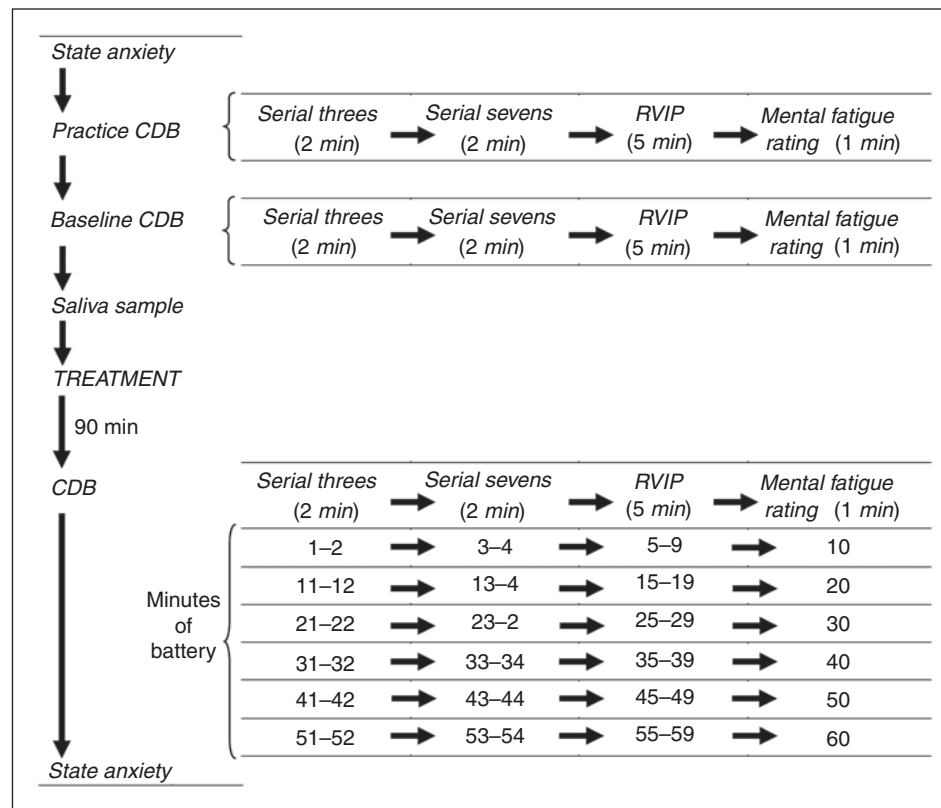 State anxiety
Practice CDB
Serial threes
(2 min)
Serial sevens
(2 min)
RVIP
(5 min)
Mental fatigue
rating (1 min)
Baseline CDB
Serial threes
(2 min)
Serial sevens
(2 min)
RVIP
(5 min)
Mental fatigue
rating (1 min)
Saliva sample
TREATMENT
90 min
CDB
Serial threes
(2 min)
Serial sevens
(2 min)
RVIP
(5 min)
Mental fatigue
rating (1 min)
Minutes
of
battery
1–2 3–4 5–9 10
11–12 13–4 15–19 20
21–22 23–2 25–29 30
31–32 33–34 35–39 40
41–42 43–44 45–49 50
51–52 53–54 55–59 60
State anxiety